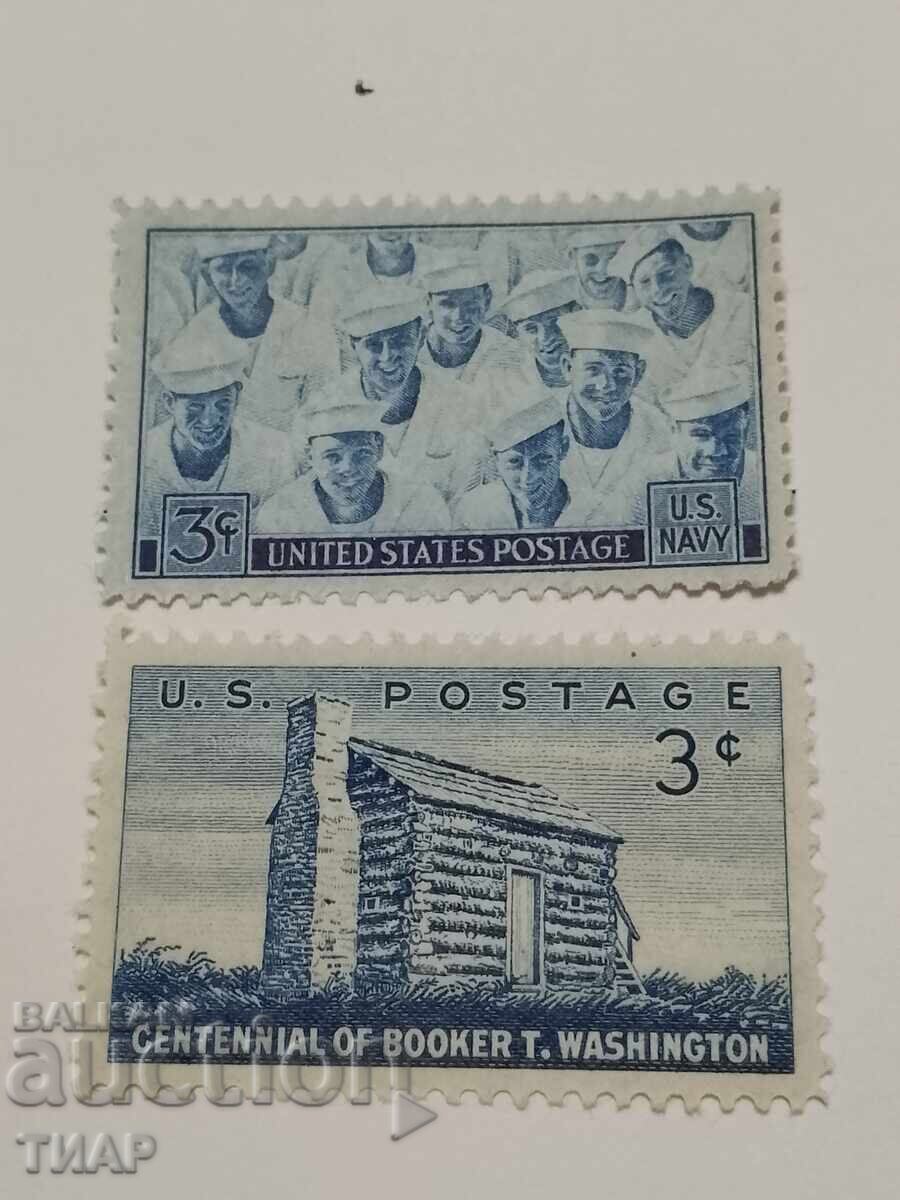 3¢
UNITED STATES POSTAGE
U.S.
NAVY
U.S. POSTAGE
3¢
CENTENNIAL OF BOOKER T. WASHINGTON
BALKAN
auction
ТИАР